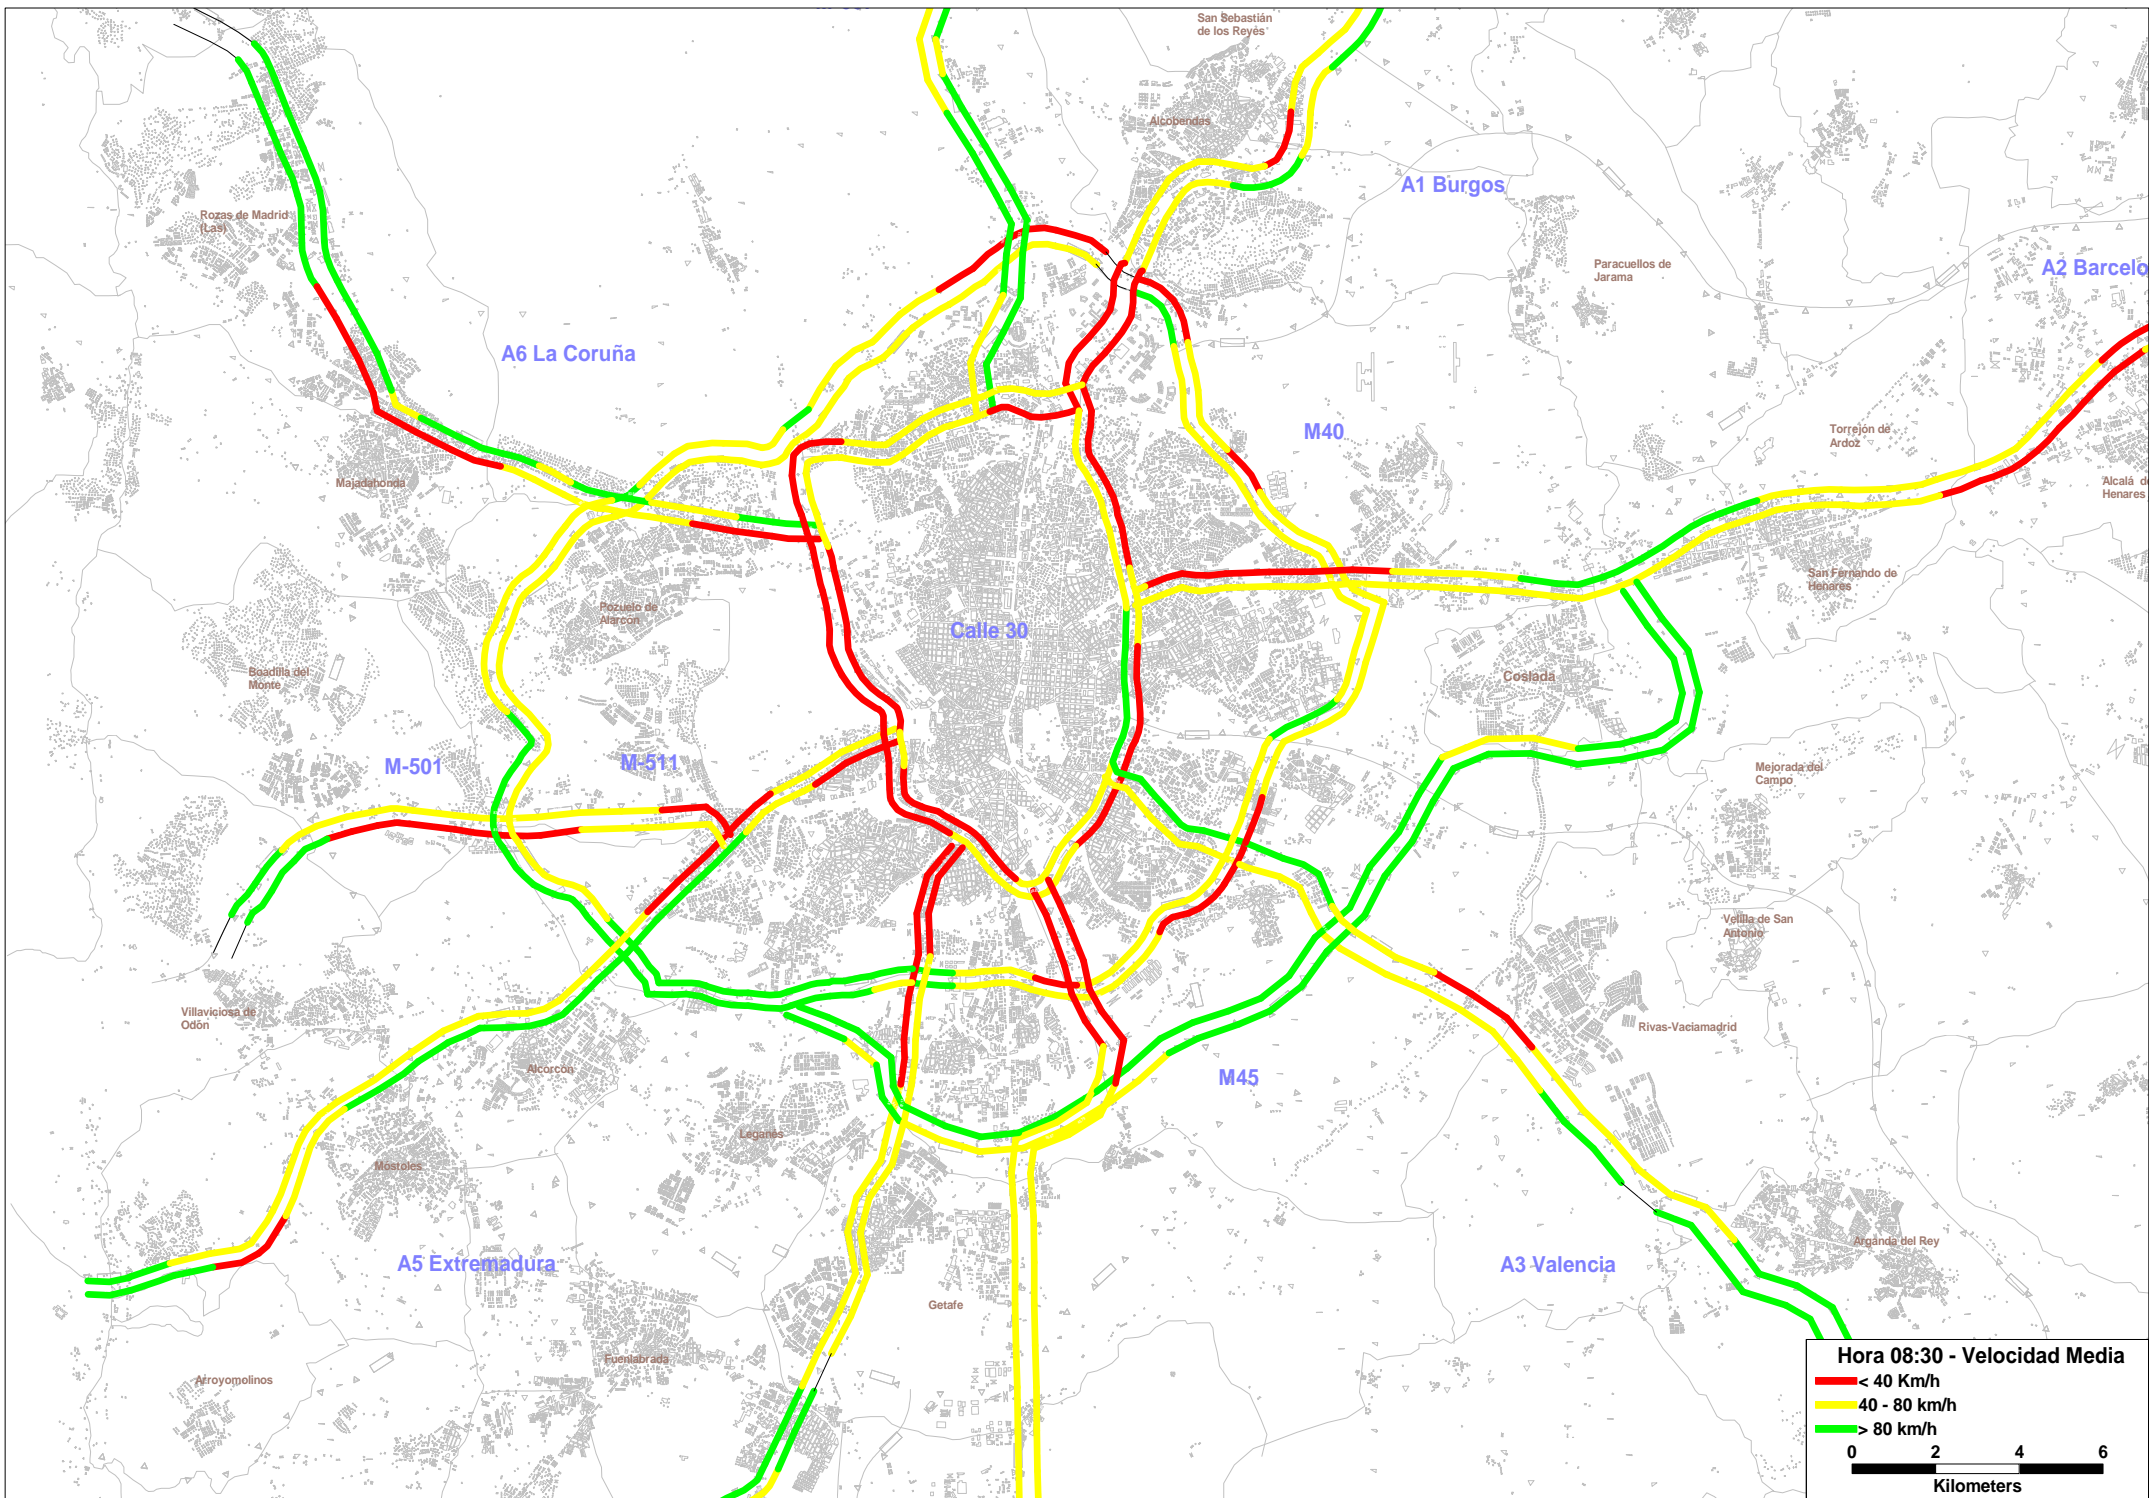 San Sebastián
de los Reyes
Alcobendas
A1 Burgos
Rozas de Madrid
(Las)
Paracuellos de
Jarama
A2 Barcelo
A6 La Coruña
M40
Torrejón de
Ardoz
Majadahonda
Alcalá de
Henares
San Fernando de
Henares
Pozuelo de
Alarcón
Calle 30
Boadilla del
Monte
Coslada
M-501
M-511
Mejorada del
Campo
Velilla de San
Antonio
Villaviciosa de
Odón
Rivas-Vaciamadrid
Alcorcón
M45
Leganés
Móstoles
Arganda del Rey
A5 Extremadura
A3 Valencia
Getafe
Fuenlabrada
Arroyomolinos
Hora 08:30 - Velocidad Media
< 40 Km/h
40 - 80 km/h
> 80 km/h
0 2 4 6
Kilometers